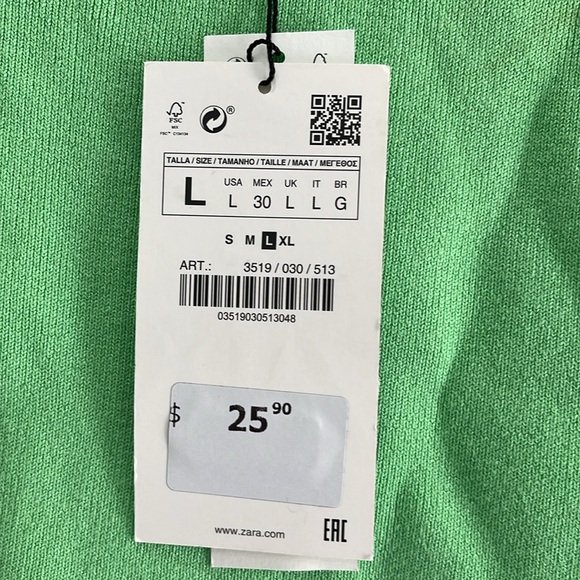 FSC
MIX
®
TALLA / SIZE / TAMANHO / TAILLE / MAAT / ΜΕΓΕΘΟΣ
L USA MEX UK IT BR
L 30 L L G
S M L XL
ART.: 3519 / 030 / 513
03519030513048
$ 25 90
www.zara.com
EAC